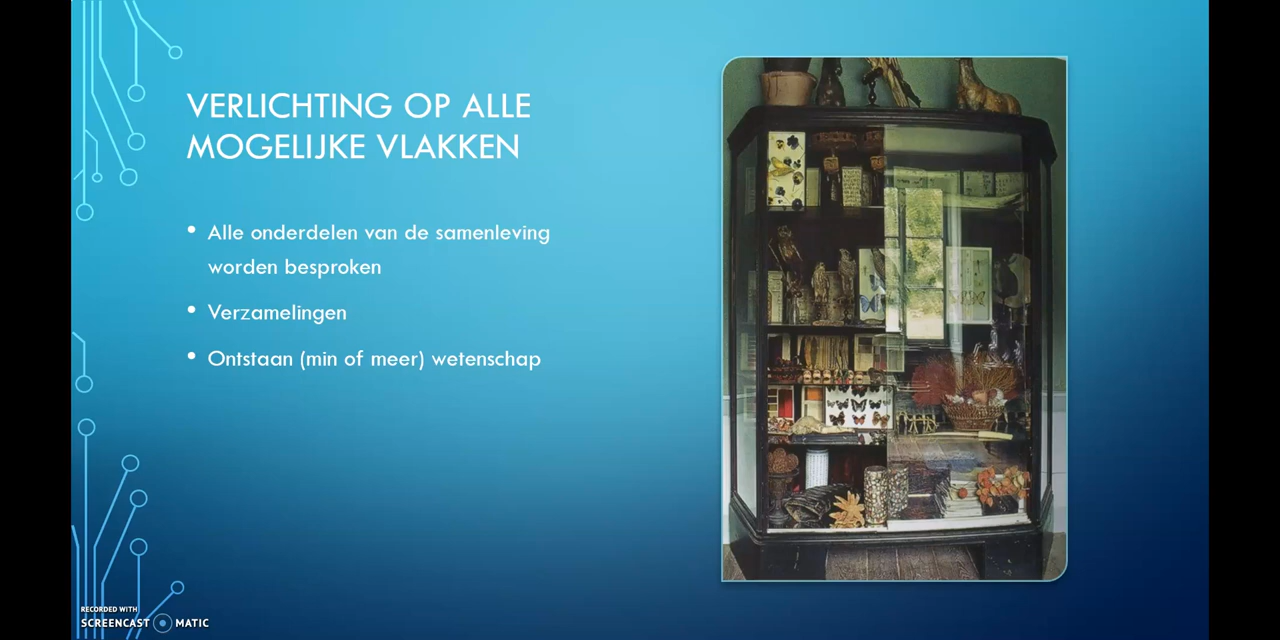 VERLICHTING OP ALLE
MOGELIJKE VLAKKEN
• Alle onderdelen van de samenleving
worden besproken
• Verzamelingen
• Ontstaan (min of meer) wetenschap
RECORDED WITH
SCREENCAST MATIC